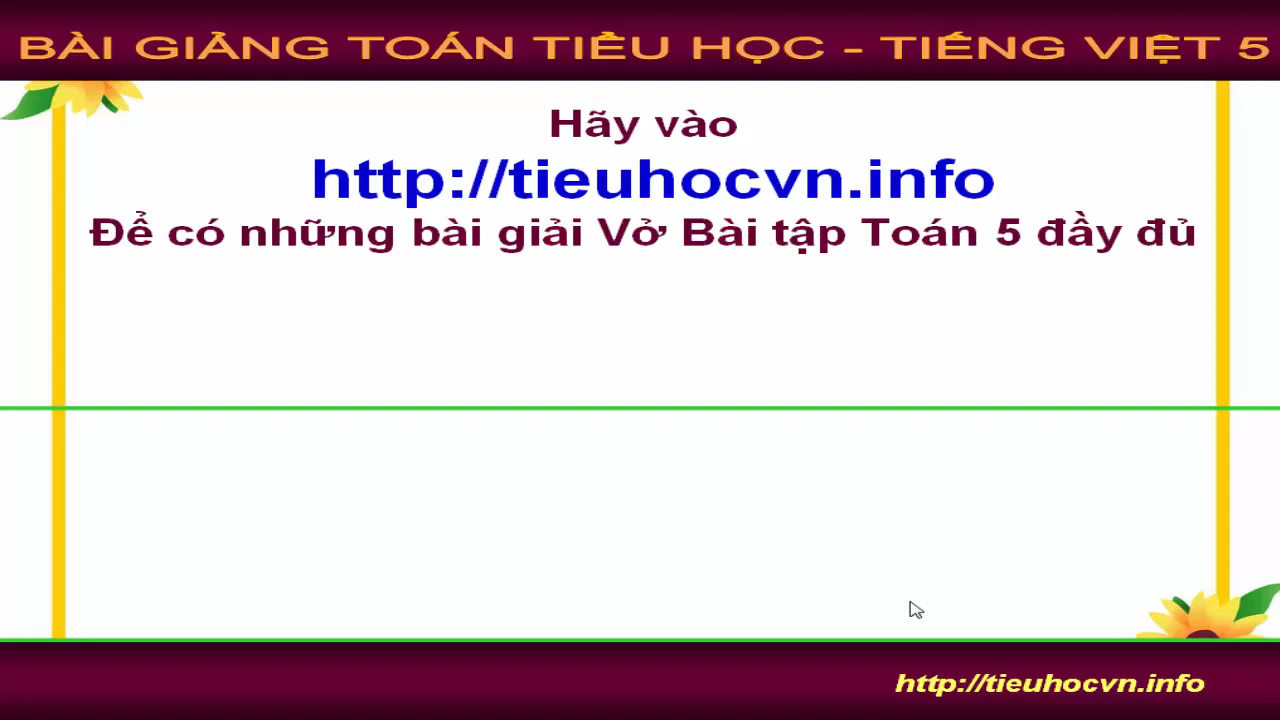 BÀI GIẢNG TOÁN TIỂU HỌC - TIẾNG VIỆT 5
Hãy vào
http://tieuhocvn.info
Để có những bài giải Vở Bài tập Toán 5 đầy đủ
http://tieuhocvn.info